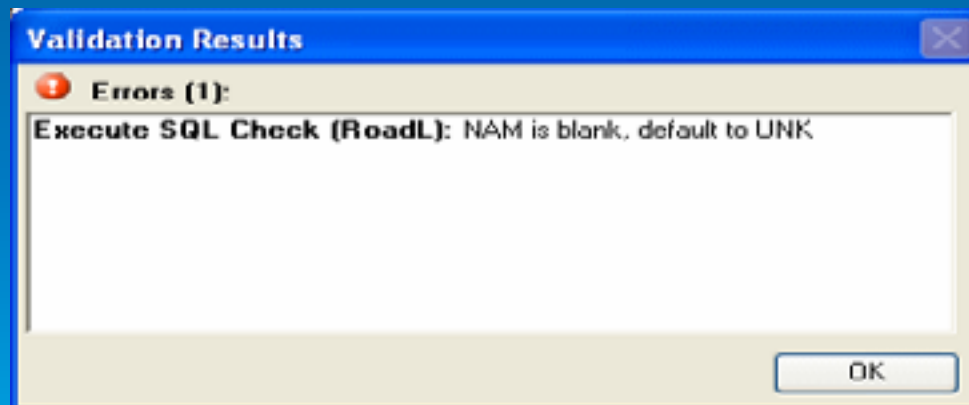 Validation Results
Errors (1):
Execute SQL Check (RoadL): NAM is blank, default to UNK
OK